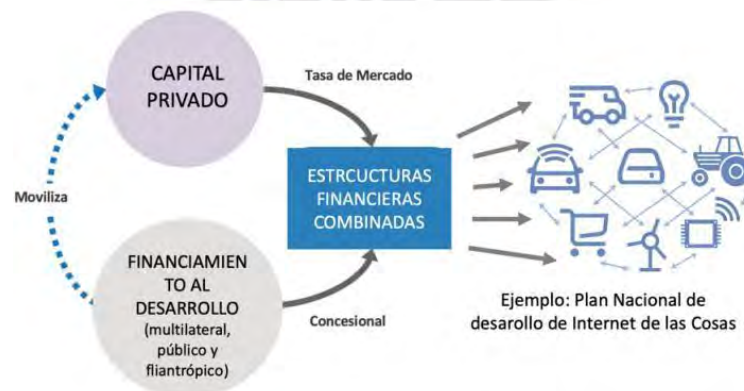 CAPITAL
PRIVADO
Tasa de Mercado
Moviliza
ESTRCUCTURAS
FINANCIERAS
COMBINADAS
FINANCIAMIEN
TO AL
DESARROLLO
(multilateral,
público y
fliantrópico)
Concesional
Ejemplo: Plan Nacional de
desarollo de Internet de las Cosas